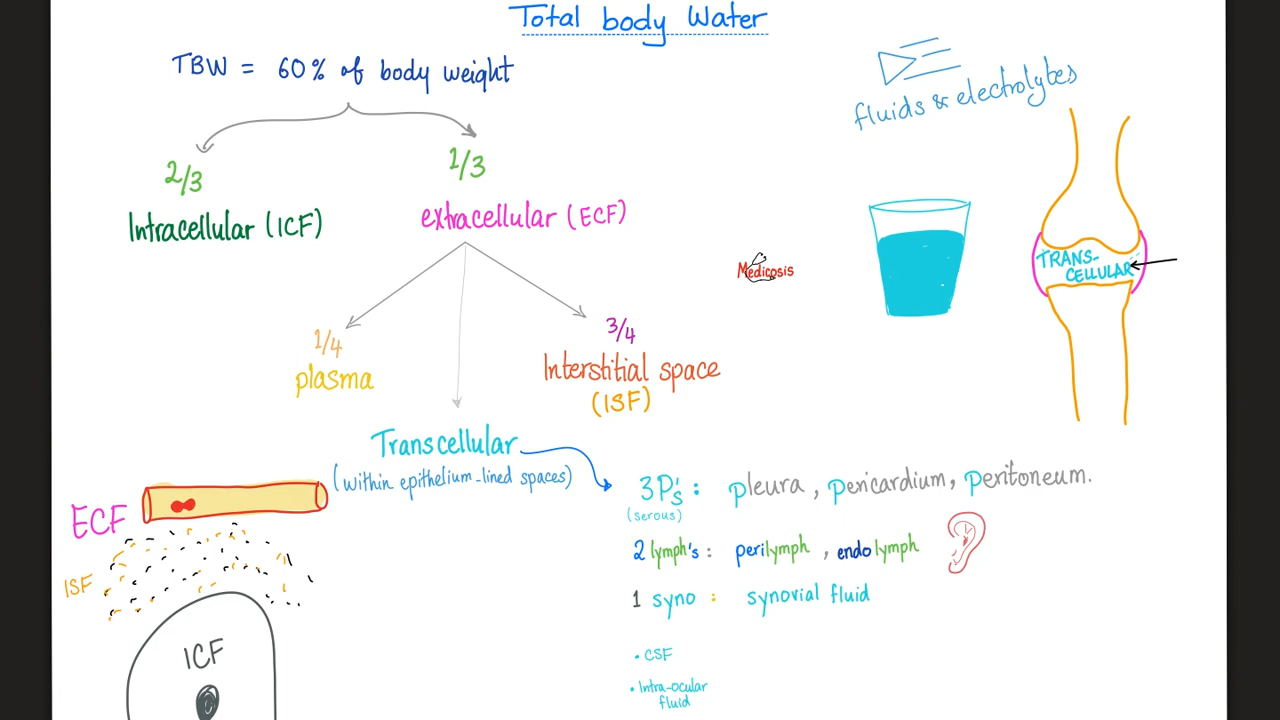 Total body Water
TBW = 60% of body weight
fluids & electrolytes
2/3
1/3
Intracellular (ICF)
extracellular (ECF)
TRANS-
CELLULAR
Medicosis
1/4
plasma
3/4
Interstitial space
(ISF)
Transcellular
(within epithelium-lined spaces)
3P's : pleura , pericardium, peritoneum.
(serous)
2 lymph's : perilymph , endolymph
1 syno : synovial fluid
• CSF
• Intra-ocular
fluid
ECF
ISF
ICF